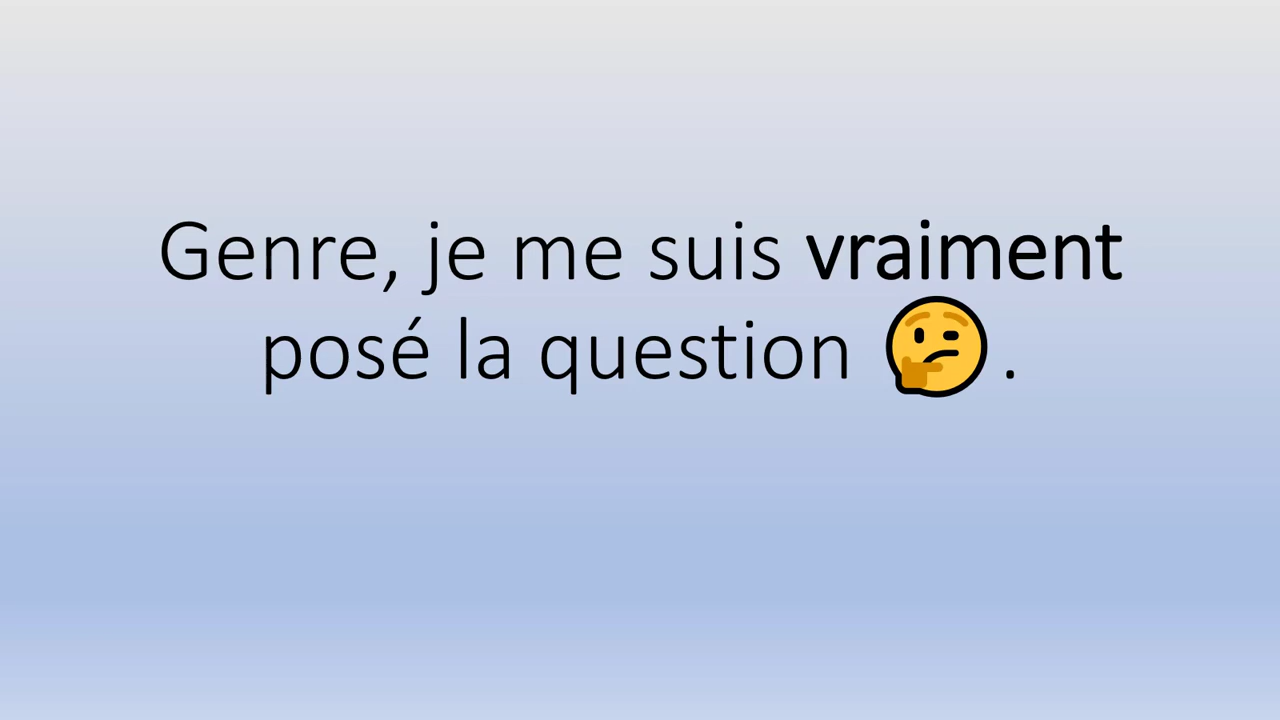 Genre, je me suis vraiment
posé la question 🤔.